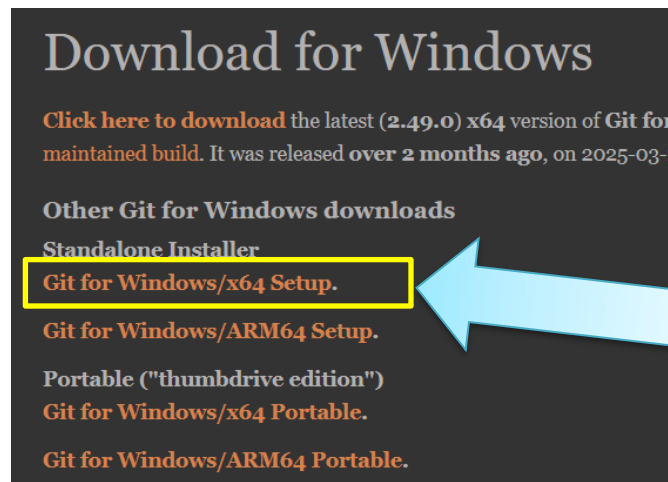 Download for Windows
Click here to download the latest (2.49.0) x64 version of Git for
maintained build. It was released over 2 months ago, on 2025-03-
Other Git for Windows downloads
Standalone Installer
Git for Windows/x64 Setup.
Git for Windows/ARM64 Setup.
Portable ("thumbdrive edition")
Git for Windows/x64 Portable.
Git for Windows/ARM64 Portable.